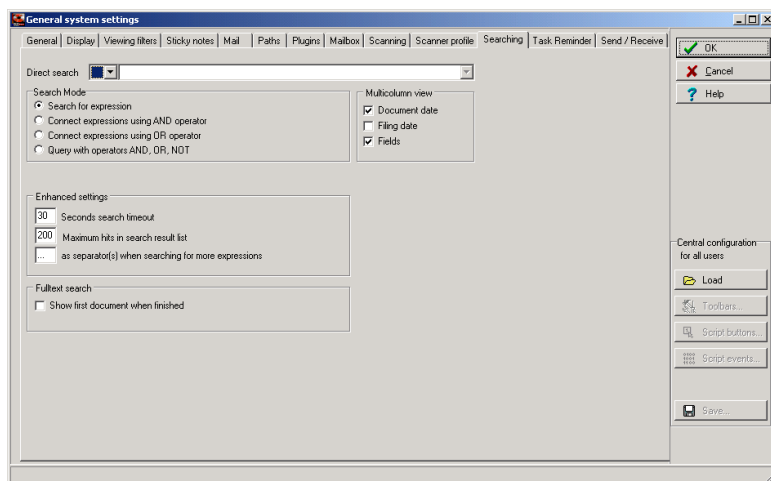 General system settings
General Display Viewing filters Sticky notes Mail Paths Plugins Mailbox Scanning Scanner profile Searching Task Reminder Send / Receive
OK
Cancel
Help
Direct search
Search Mode
Search for expression
Connect expressions using AND operator
Connect expressions using OR operator
Query with operators AND, OR, NOT
Multicolumn view
Document date
Filing date
Fields
Enhanced settings
30 Seconds search timeout
200 Maximum hits in search result list
... as separator(s) when searching for more expressions
Fulltext search
Show first document when finished
Central configuration
for all users
Load
Toolbars...
Script buttons...
Script events...
Save...